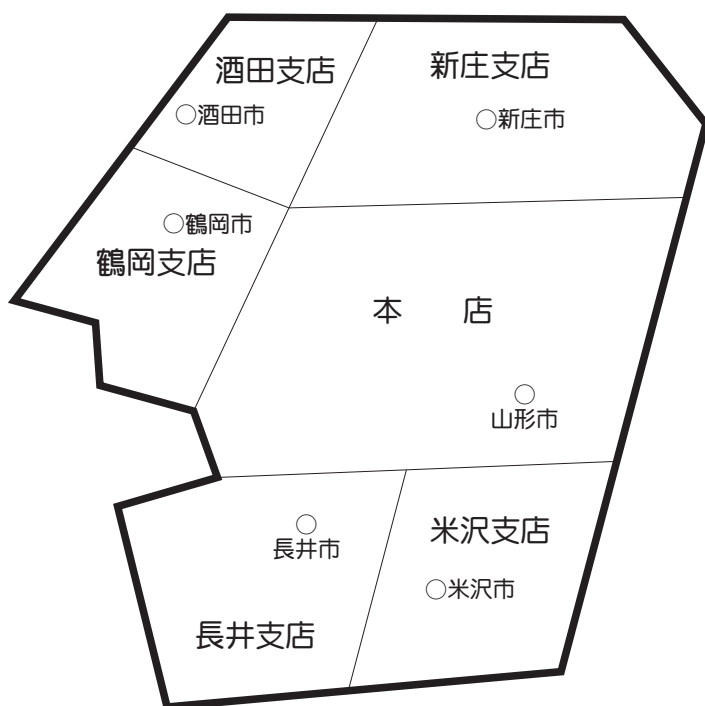 酒田支店
○酒田市
新庄支店
○新庄市
○鶴岡市
鶴岡支店
本　店
山形市
長井市
長井支店
米沢支店
○米沢市